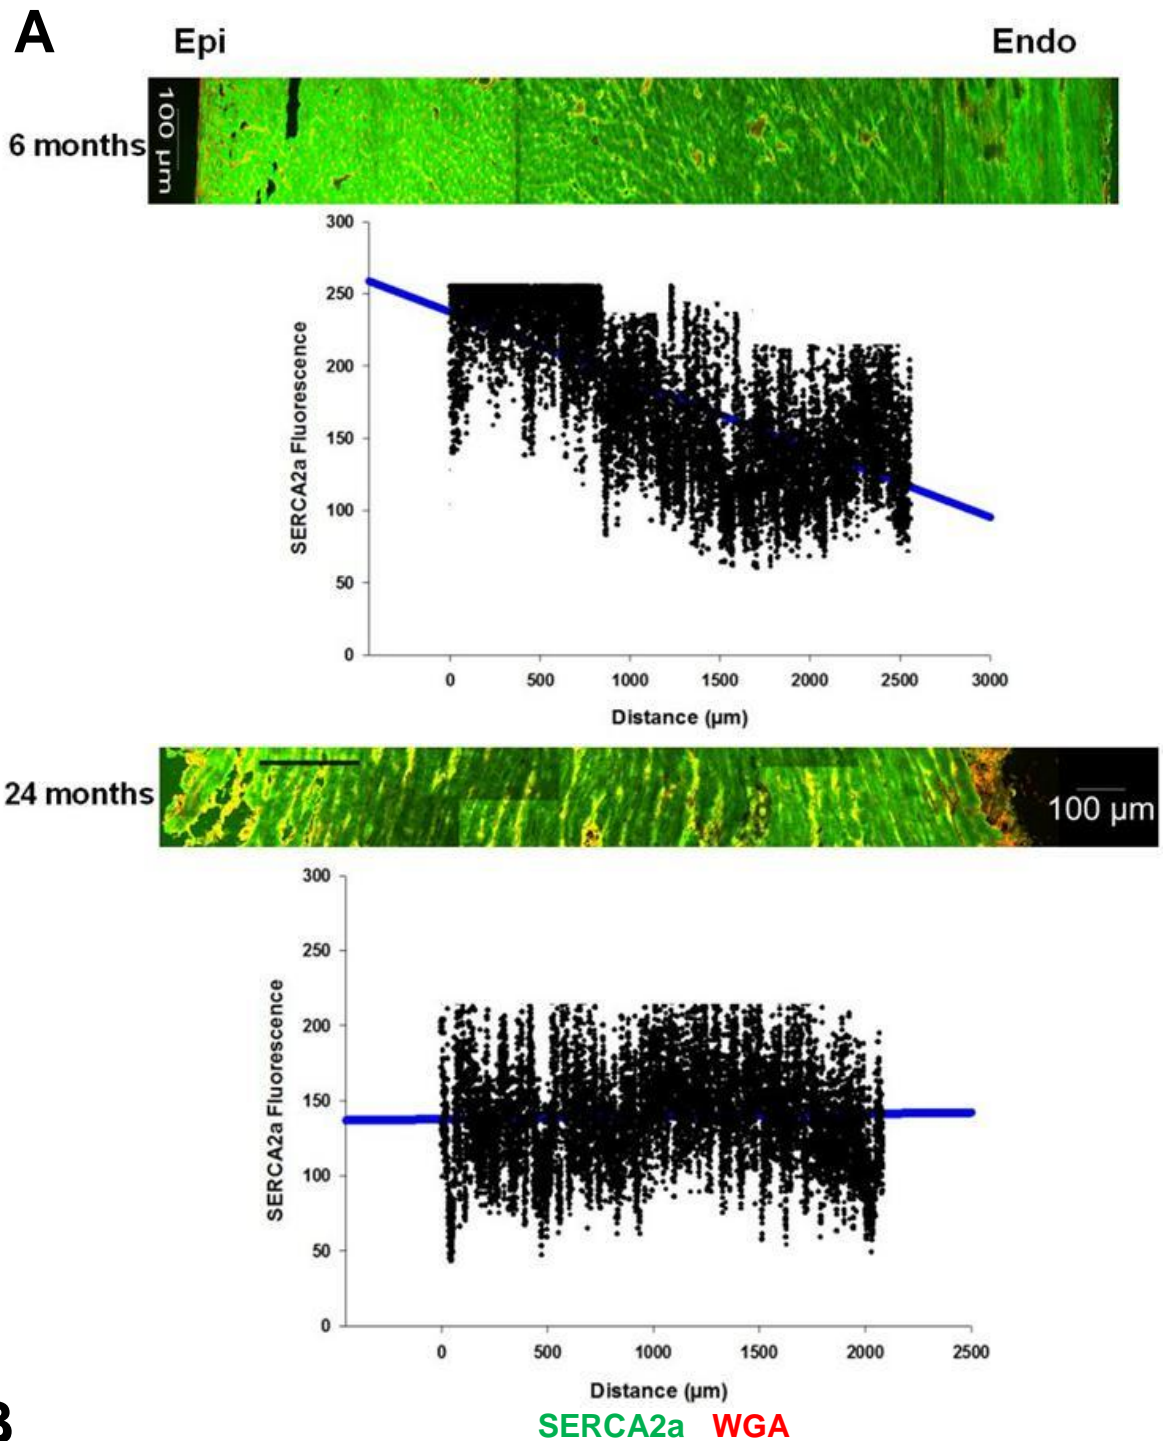 A
Epi Endo
6 months
100 µm
300
250
200
150
100
50
0
SERCA2a Fluorescence
0 500 1000 1500 2000 2500 3000
Distance (µm)
24 months
100 µm
300
250
200
150
100
50
0
SERCA2a Fluorescence
0 500 1000 1500 2000 2500
Distance (µm)
B
SERCA2a WGA